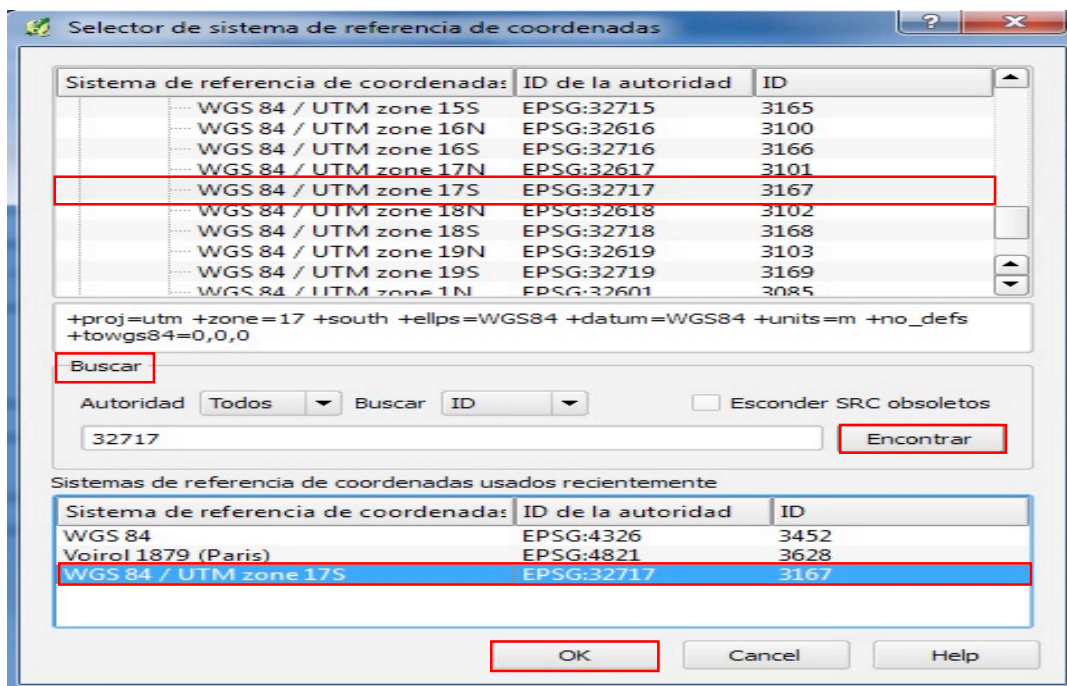 Selector de sistema de referencia de coordenadas
Sistema de referencia de coordenadas ID de la autoridad ID
WGS 84 / UTM zone 15S EPSG:32715 3165
WGS 84 / UTM zone 16N EPSG:32616 3100
WGS 84 / UTM zone 16S EPSG:32716 3166
WGS 84 / UTM zone 17N EPSG:32617 3101
WGS 84 / UTM zone 17S EPSG:32717 3167
WGS 84 / UTM zone 18N EPSG:32618 3102
WGS 84 / UTM zone 18S EPSG:32718 3168
WGS 84 / UTM zone 19N EPSG:32619 3103
WGS 84 / UTM zone 19S EPSG:32719 3169
WGS 84 / UTM zone 1N EPSG:32601 3085
+proj=utm +zone=17 +south +ellps=WGS84 +datum=WGS84 +units=m +no_defs
+towgs84=0,0,0
Buscar
Autoridad Todos Buscar ID Esconder SRC obsoletos
32717 Encontrar
Sistemas de referencia de coordenadas usados recientemente
Sistema de referencia de coordenadas ID de la autoridad ID
WGS 84 EPSG:4326 3452
Voirol 1879 (Paris) EPSG:4821 3628
WGS 84 / UTM zone 17S EPSG:32717 3167
OK Cancel Help